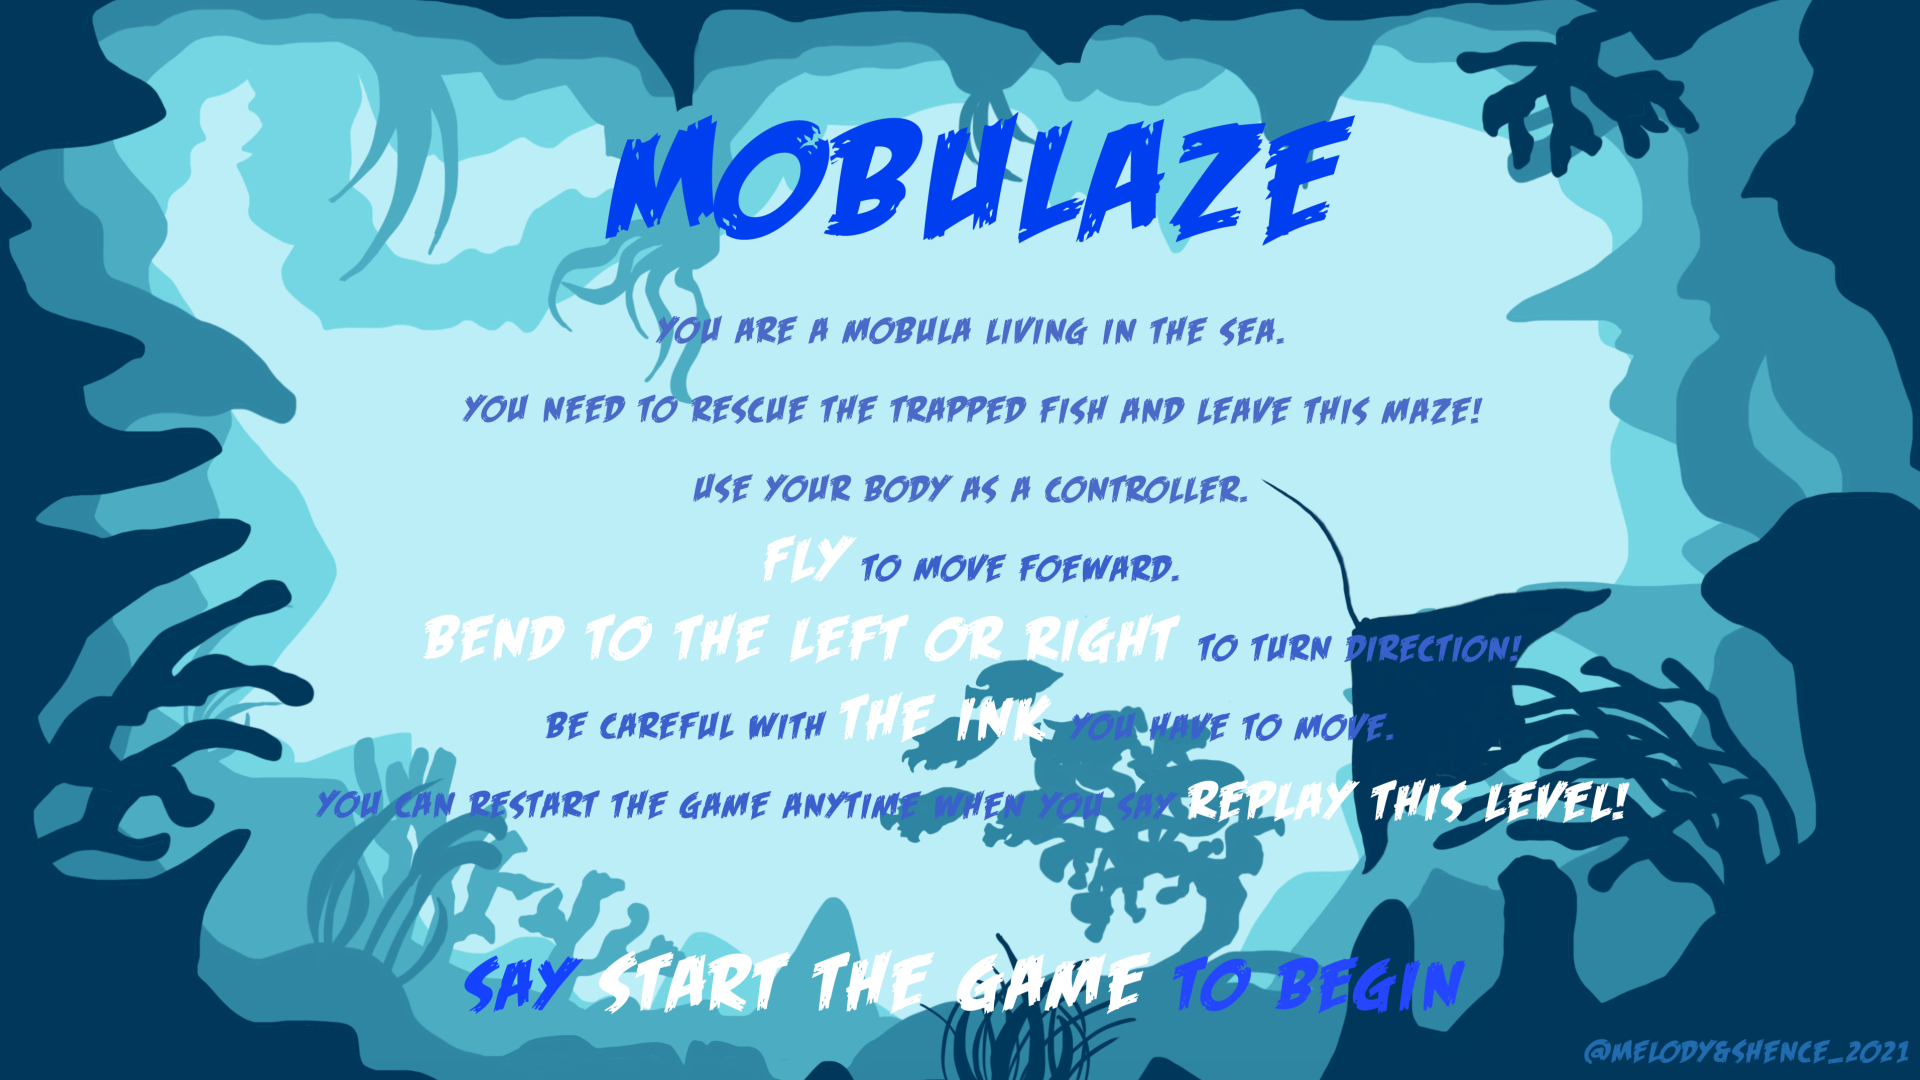 MOBULAZE
YOU ARE A MOBULA LIVING IN THE SEA.
YOU NEED TO RESCUE THE TRAPPED FISH AND LEAVE THIS MAZE!
USE YOUR BODY AS A CONTROLLER.
FLY TO MOVE FOEWARD.
BEND TO THE LEFT OR RIGHT TO TURN DIRECTION!
BE CAREFUL WITH THE INK YOU HAVE TO MOVE.
YOU CAN RESTART THE GAME ANYTIME WHEN YOU SAY REPLAY THIS LEVEL!
SAY START THE GAME TO BEGIN
@MELODY&SHENCE_2021